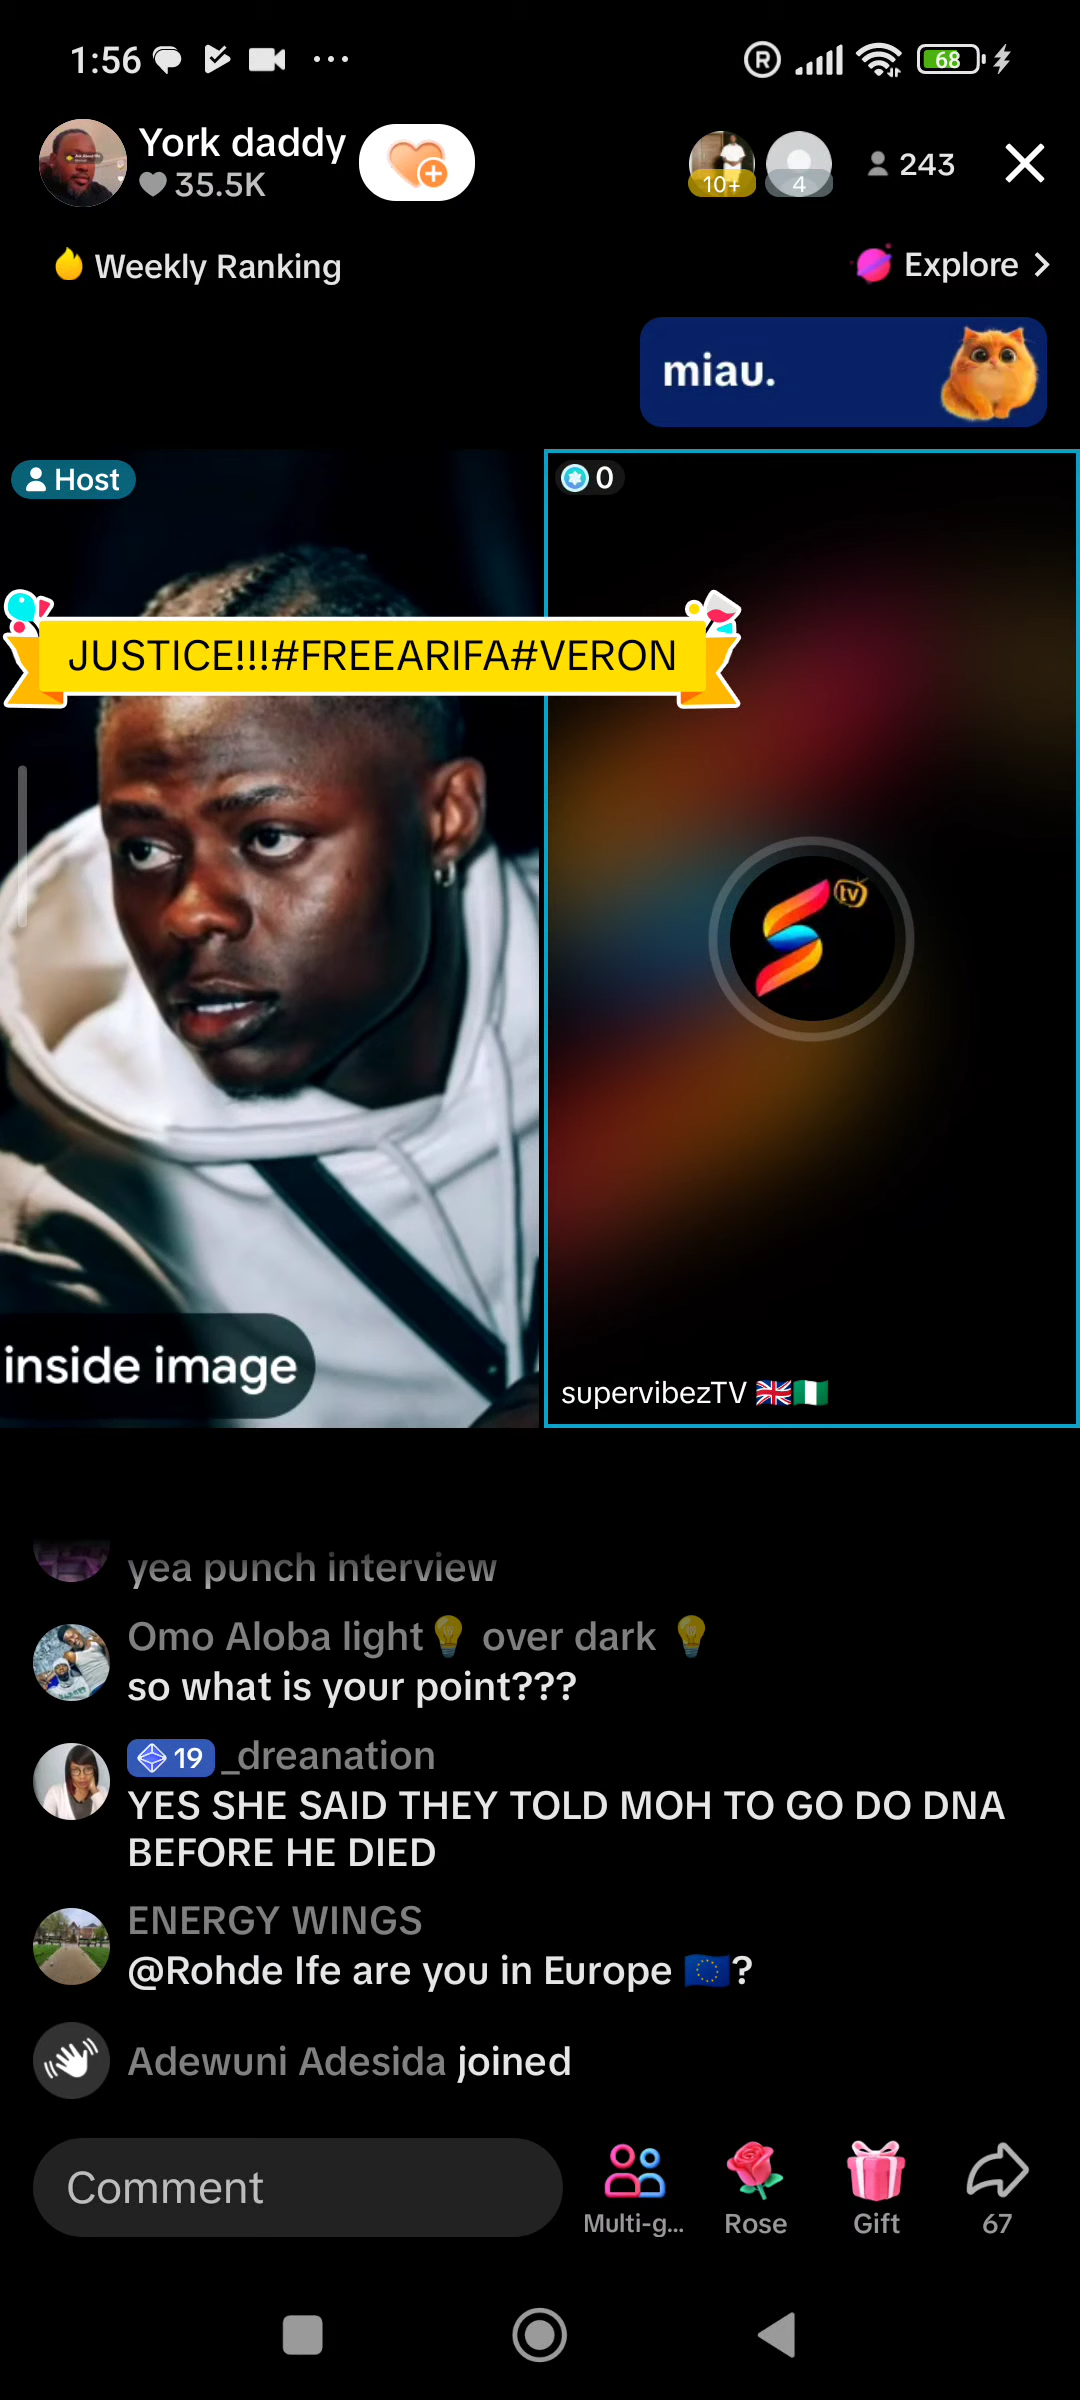 1:56
R
68
York daddy
35.5K
10+
4
243
Weekly Ranking
Explore
miau.
Host
0
JUSTICE!!!#FREEARIFA#VERON
tv
inside image
supervibezTV 🇬🇧🇳🇬
yea punch interview
Omo Aloba light💡 over dark 💡
so what is your point???
19 _dreanation
YES SHE SAID THEY TOLD MOH TO GO DO DNA
BEFORE HE DIED
ENERGY WINGS
@Rohde Ife are you in Europe 🇪🇺?
Adewuni Adesida joined
Comment
Multi-g...
Rose
Gift
67